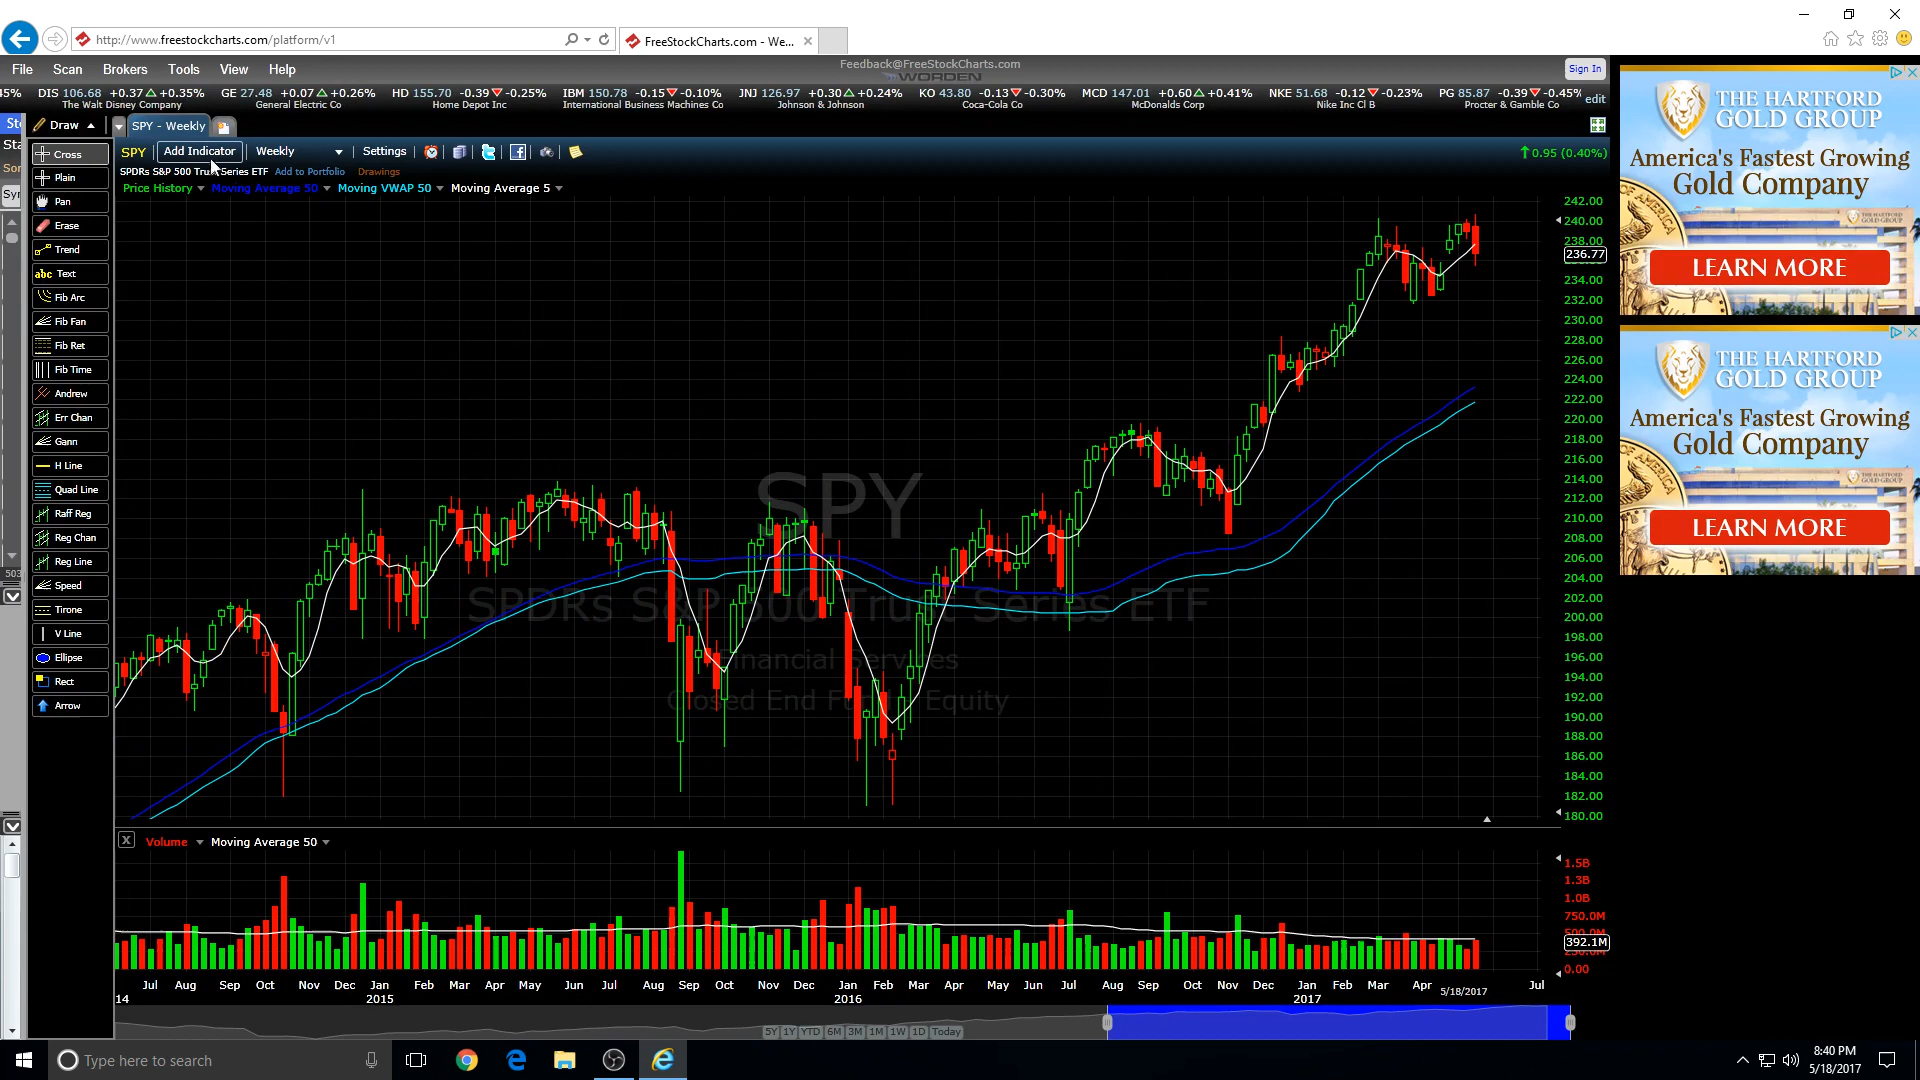 http://www.freestockcharts.com/platform/v1
FreeStockCharts.com - We...
File Scan Brokers Tools View Help
Feedback@FreeStockCharts.com
WORDEN
Sign In
45% DIS 106.68 +0.37 +0.35% GE 27.48 +0.07 +0.26% HD 155.70 -0.39 -0.25% IBM 150.78 -0.15 -0.10% JNJ 126.97 +0.30 +0.24% KO 43.80 -0.13 -0.30% MCD 147.01 +0.60 +0.41% NKE 51.68 -0.12 -0.23% PG 85.87 -0.39 -0.45%
The Walt Disney Company General Electric Co Home Depot Inc International Business Machines Co Johnson & Johnson Coca-Cola Co McDonalds Corp Nike Inc Cl B Procter & Gamble Co
edit
Draw
SPY - Weekly
SPY Add Indicator Weekly Settings
0.95 (0.40%)
SPDRs S&P 500 Trust Series ETF Add to Portfolio Drawings
Price History Moving Average 50 Moving VWAP 50 Moving Average 5
Cross
Plain
Pan
Erase
Trend
abc Text
Fib Arc
Fib Fan
Fib Ret
Fib Time
Andrew
Err Chan
Gann
H Line
Quad Line
Raff Reg
Reg Chan
Reg Line
Speed
Tirone
V Line
Ellipse
Rect
Arrow
503
242.00
240.00
238.00
236.77
234.00
232.00
230.00
228.00
226.00
224.00
222.00
220.00
218.00
216.00
214.00
212.00
210.00
208.00
206.00
204.00
202.00
200.00
198.00
196.00
194.00
192.00
190.00
188.00
186.00
184.00
182.00
180.00
SPY
SPDRs S&P 500 Trust Series ETF
Financial Services
Equity
X Volume Moving Average 50
1.5B
1.3B
1.0B
750.0M
392.1M
0.00
Jul Aug Sep Oct Nov Dec Jan Feb Mar Apr May Jun Jul Aug Sep Oct Nov Dec Jan Feb Mar Apr May Jun Jul Aug Sep Oct Nov Dec Jan Feb Mar Apr 5/18/2017 Jul
14 2015 2016 2017
5Y 1Y YTD 6M 3M 1M 1W 1D Today
THE HARTFORD
GOLD GROUP
America's Fastest Growing
Gold Company
THE HARTFORD GOLD GROUP
LEARN MORE
THE HARTFORD
GOLD GROUP
America's Fastest Growing
Gold Company
THE HARTFORD GOLD GROUP
LEARN MORE
Type here to search
8:40 PM
5/18/2017